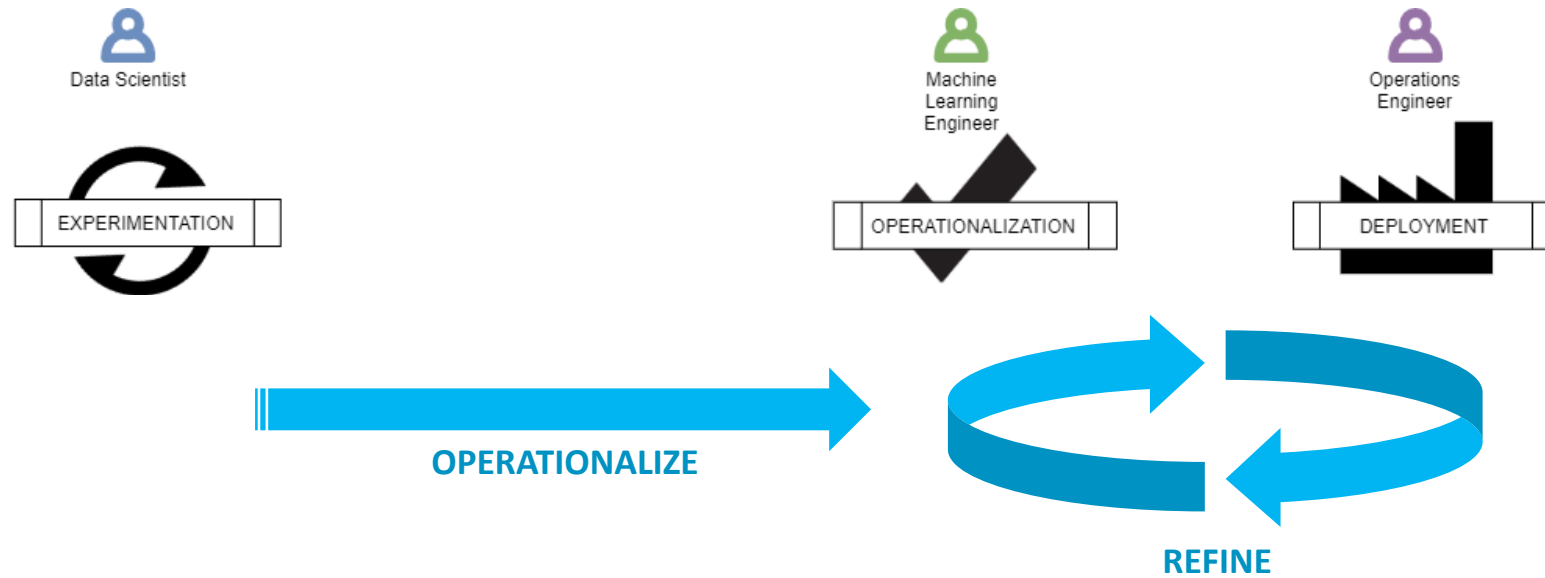 Data Scientist
Machine
Learning
Engineer
Operations
Engineer
EXPERIMENTATION
OPERATIONALIZATION
DEPLOYMENT
OPERATIONALIZE
REFINE